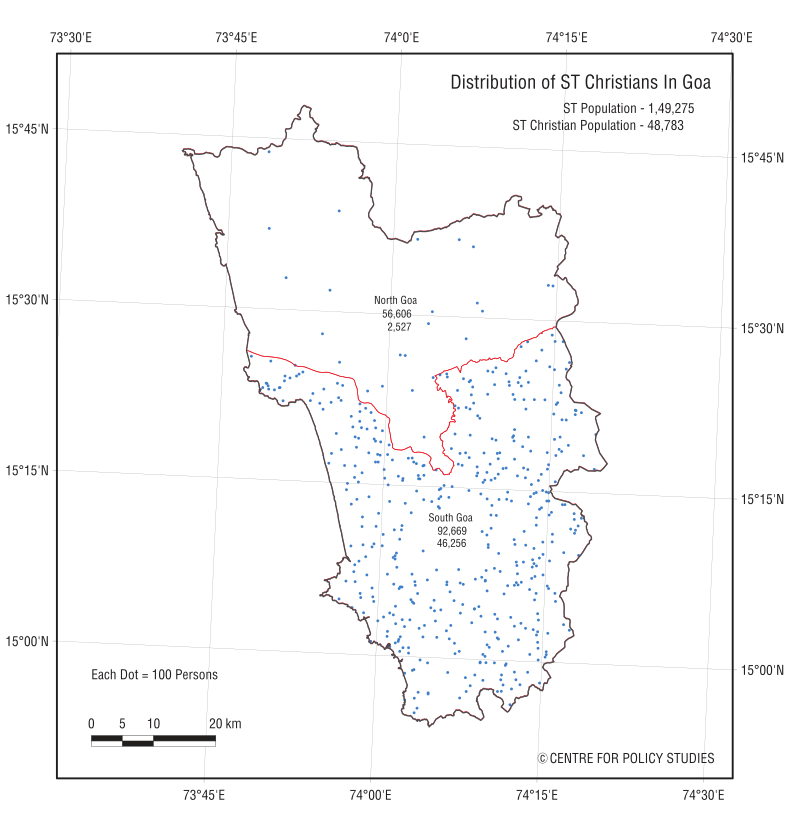 73°30'E 73°45'E 74°0'E 74°15'E 74°30'E
Distribution of ST Christians In Goa
ST Population - 1,49,275
ST Christian Population - 48,783
15°45'N
15°45'N
15°30'N
North Goa
56,606
2,527
15°30'N
15°15'N
15°15'N
South Goa
92,669
46,256
15°00'N
15°00'N
Each Dot = 100 Persons
0 5 10 20 km
© CENTRE FOR POLICY STUDIES
73°45'E 74°00'E 74°15'E 74°30'E